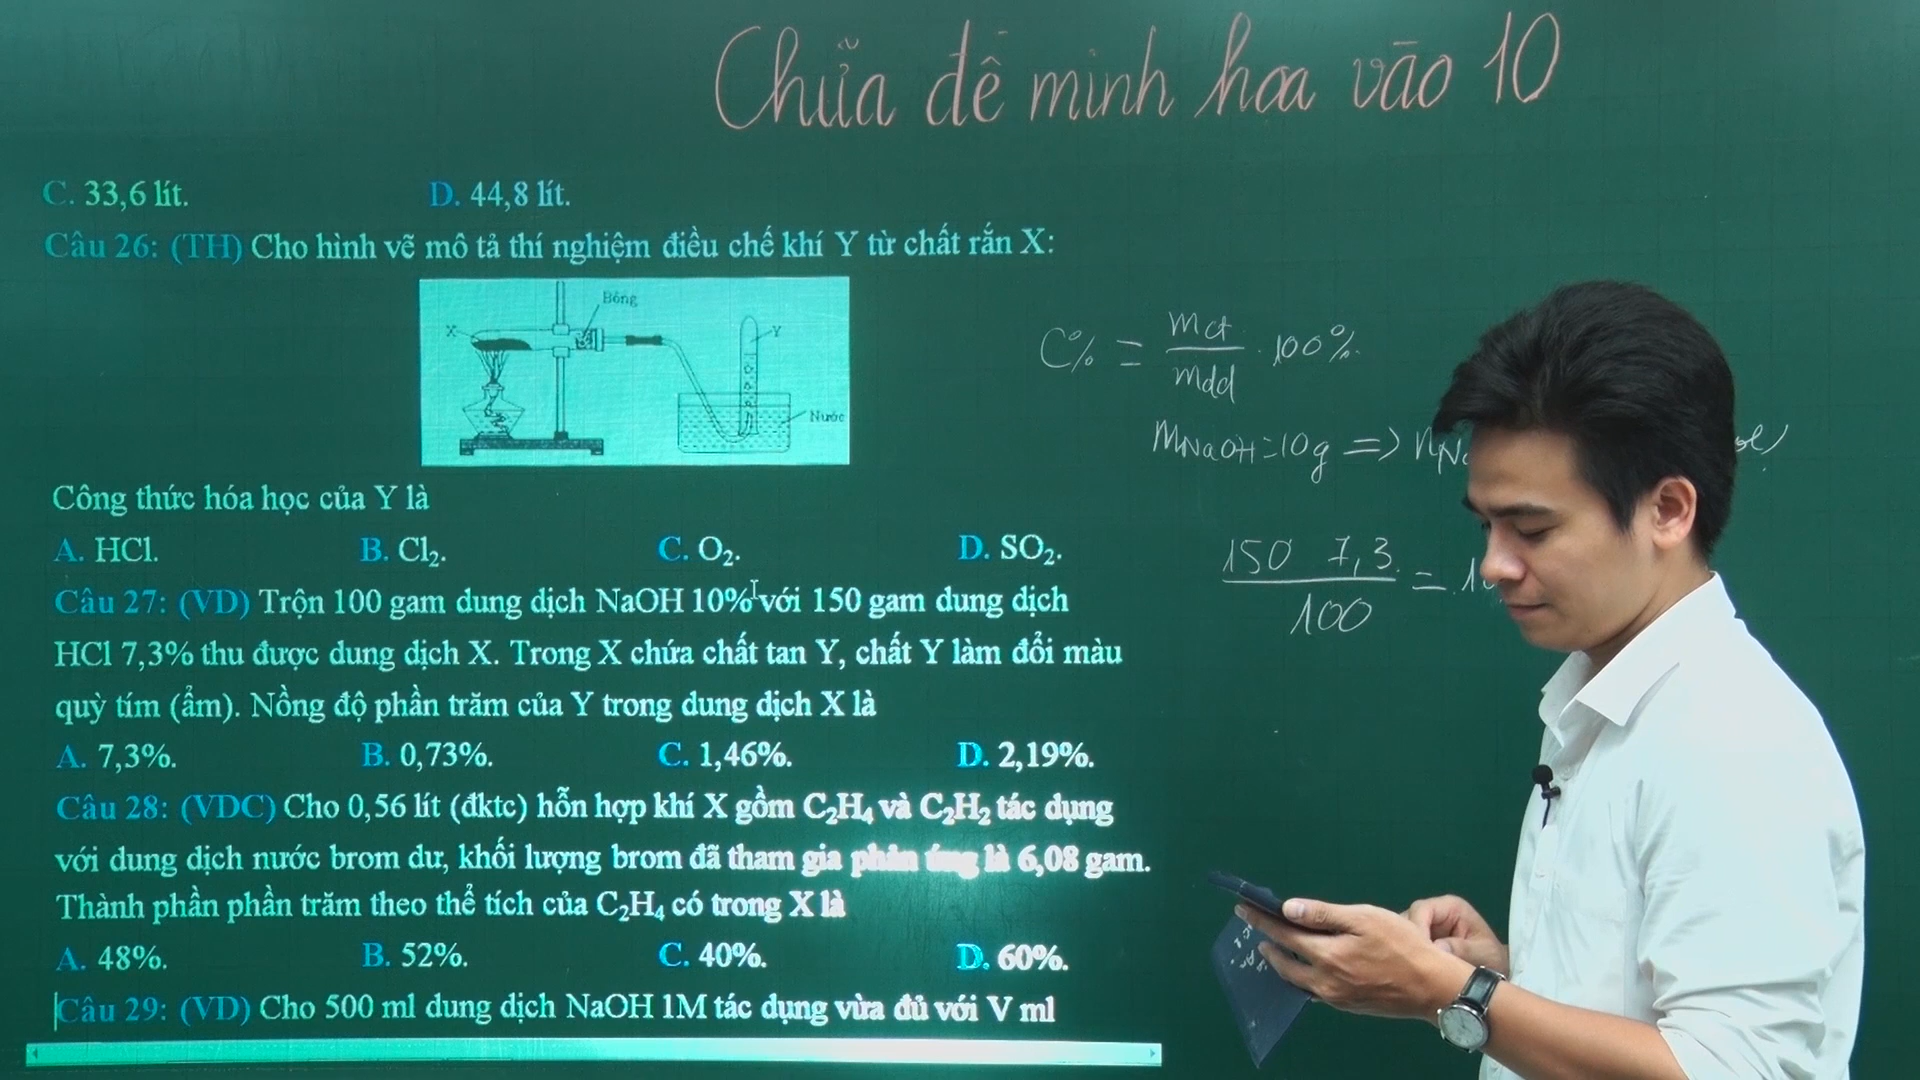 Chữa đề minh họa vào 10
C. 33,6 lít. D. 44,8 lít.
Câu 26: (TH) Cho hình vẽ mô tả thí nghiệm điều chế khí Y từ chất rắn X:
Bông
X Y
Nước
Công thức hóa học của Y là
A. HCl. B. Cl₂. C. O₂. D. SO₂.
Câu 27: (VD) Trộn 100 gam dung dịch NaOH 10% với 150 gam dung dịch
HCl 7,3% thu được dung dịch X. Trong X chứa chất tan Y, chất Y làm đổi màu
quỳ tím (ẩm). Nồng độ phần trăm của Y trong dung dịch X là
A. 7,3%. B. 0,73%. C. 1,46%. D. 2,19%.
Câu 28: (VDC) Cho 0,56 lít (đktc) hỗn hợp khí X gồm C₂H₄ và C₂H₂ tác dụng
với dung dịch nước brom dư, khối lượng brom đã tham gia phản ứng là 6,08 gam.
Thành phần phần trăm theo thể tích của C₂H₄ có trong X là
A. 48%. B. 52%. C. 40%. D. 60%.
Câu 29: (VD) Cho 500 ml dung dịch NaOH 1M tác dụng vừa đủ với V ml
C% = mct / mdd . 100%.
mNaOH = 10g =>
150 7,3 / 100 =